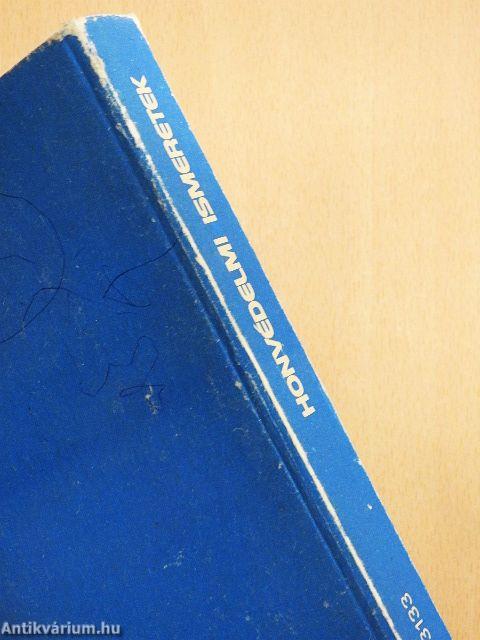 HONVÉDELMI ISMERETEK
3133
Antikvárium.hu